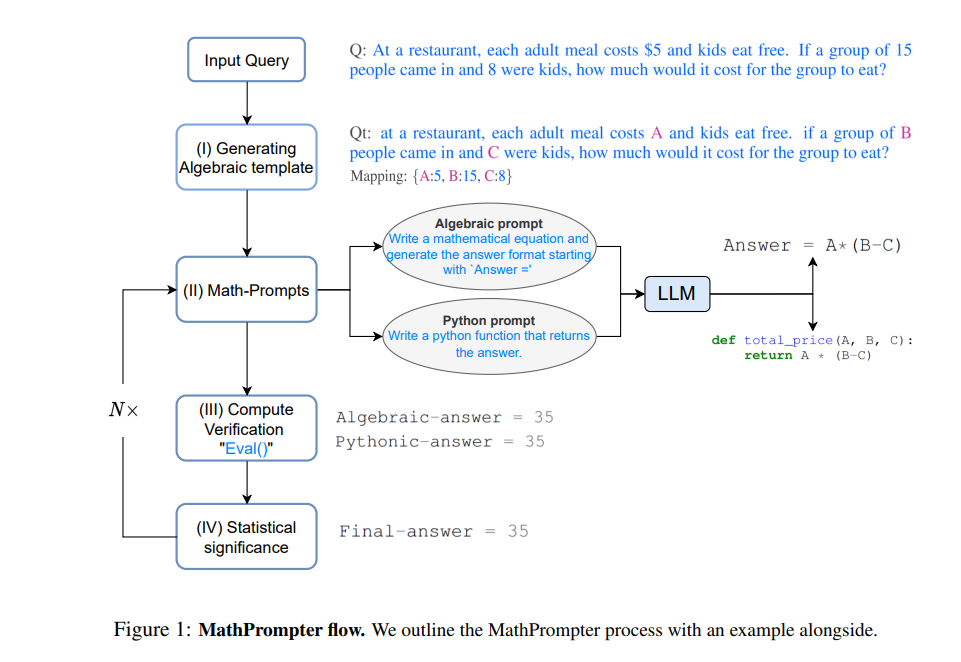 Input Query
Q: At a restaurant, each adult meal costs $5 and kids eat free. If a group of 15
people came in and 8 were kids, how much would it cost for the group to eat?
(I) Generating
Algebraic template
Qt: at a restaurant, each adult meal costs A and kids eat free. if a group of B
people came in and C were kids, how much would it cost for the group to eat?
Mapping: {A:5, B:15, C:8}
(II) Math-Prompts
Algebraic prompt
Write a mathematical equation and
generate the answer format starting
with `Answer ='
Python prompt
Write a python function that returns
the answer.
LLM
Answer = A*(B-C)
def total_price(A, B, C):
return A * (B-C)
N×
(III) Compute
Verification
"Eval()"
Algebraic-answer = 35
Pythonic-answer = 35
(IV) Statistical
significance
Final-answer = 35
Figure 1: MathPrompter flow. We outline the MathPrompter process with an example alongside.